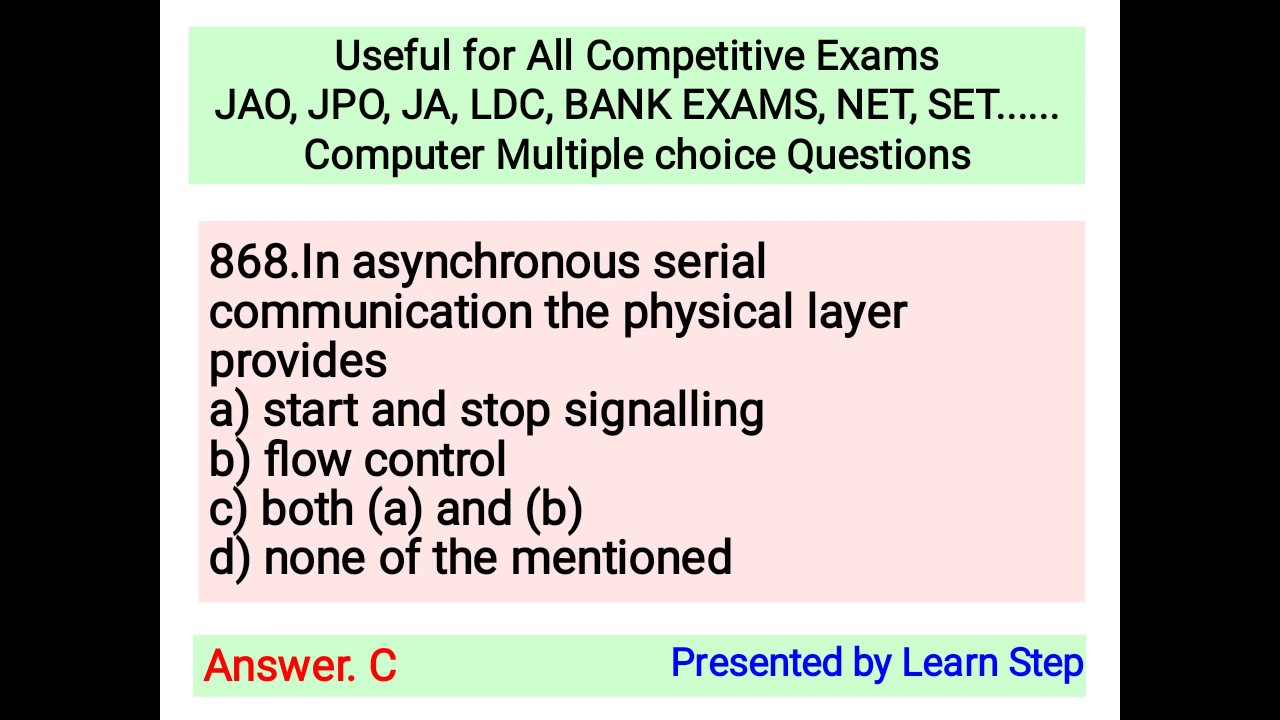 Useful for All Competitive Exams
JAO, JPO, JA, LDC, BANK EXAMS, NET, SET......
Computer Multiple choice Questions
868.In asynchronous serial
communication the physical layer
provides
a) start and stop signalling
b) flow control
c) both (a) and (b)
d) none of the mentioned
Answer. C
Presented by Learn Step